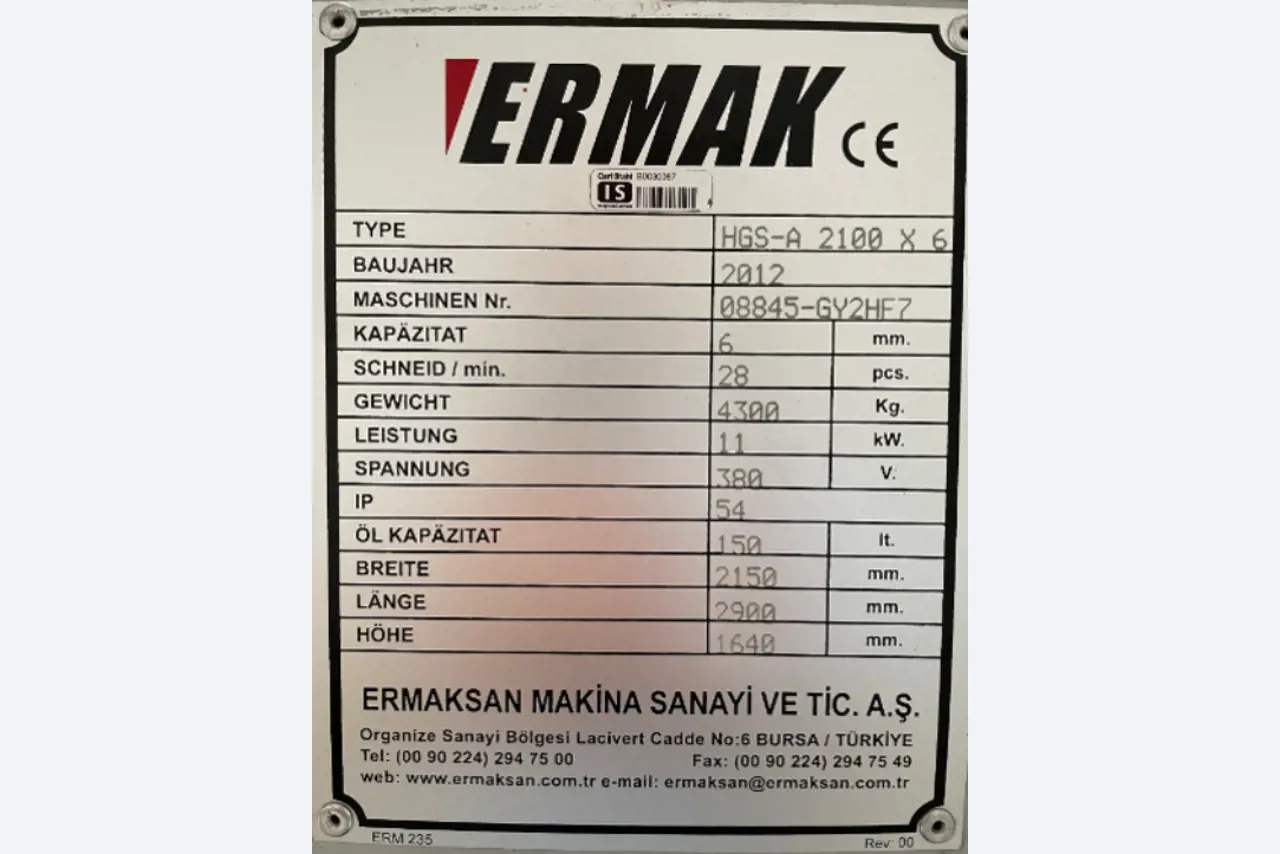 ERMAK CE
Carl Stahl B0030367
IS
TYPE HGS-A 2100 X 6
BAUJAHR 2012
MASCHINEN Nr. 08845-GY2HF7
KAPÄZITAT 6 mm.
SCHNEID / min. 28 pcs.
GEWICHT 4300 Kg.
LEISTUNG 11 kW.
SPANNUNG 380 V.
IP 54
ÖL KAPÄZITAT 150 lt.
BREITE 2150 mm.
LÄNGE 2900 mm.
HÖHE 1640 mm.
ERMAKSAN MAKİNA SANAYİ VE TİC. A.Ş.
Organize Sanayi Bölgesi Lacivert Cadde No:6 BURSA / TÜRKİYE
Tel: (00 90 224) 294 75 00 Fax: (00 90 224) 294 75 49
web: www.ermaksan.com.tr e-mail: ermaksan@ermaksan.com.tr
ERM 235 Rev: 00